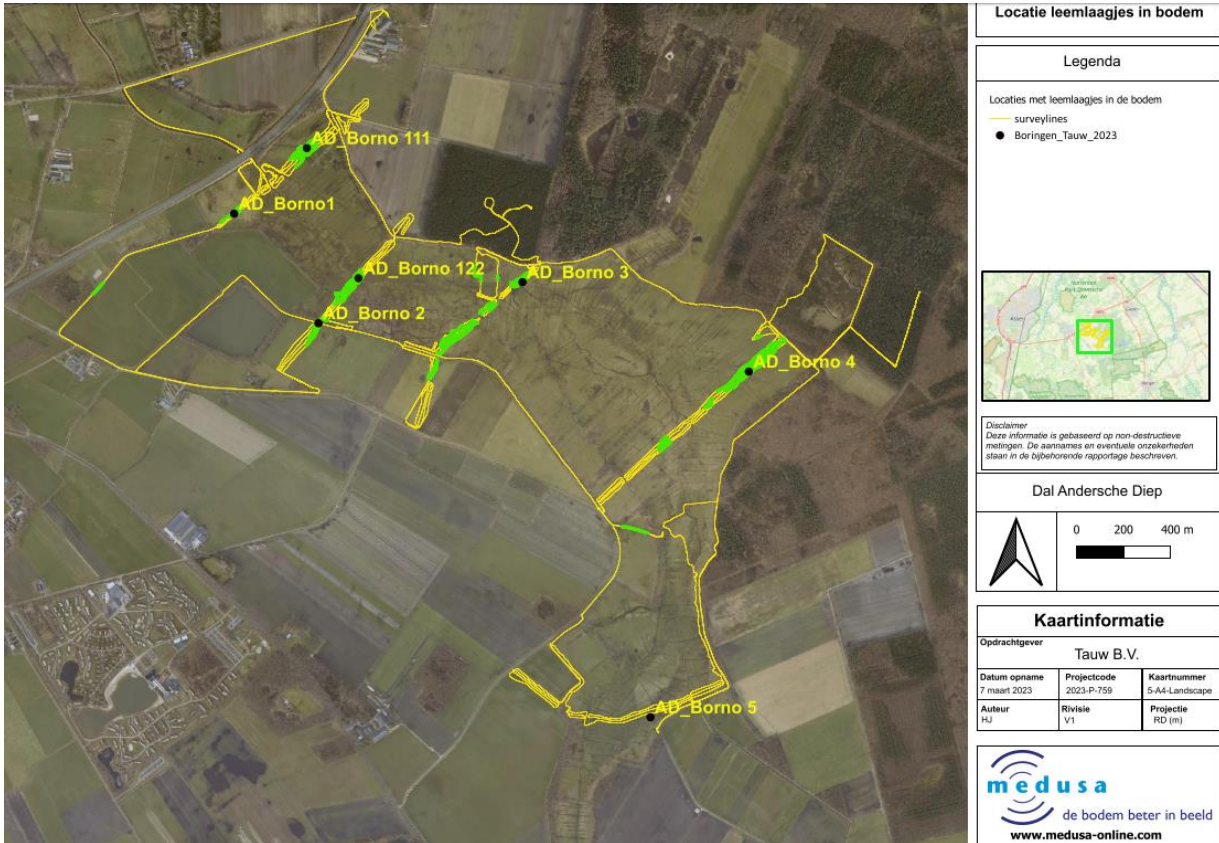 AD_Borno 111
AD_Borno1
AD_Borno 122
AD_Borno 3
AD_Borno 2
AD_Borno 4
AD_Borno 5
Locatie leemlaagjes in bodem
Legenda
Locaties met leemlaagjes in de bodem
surveylines
Boringen_Tauw_2023
Assen
Disclaimer
Deze informatie is gebaseerd op non-destructieve
metingen. De aannames en eventuele onzekerheden
staan in de bijbehorende rapportage beschreven.
Dal Andersche Diep
0 200 400 m
Kaartinformatie
Opdrachtgever
Tauw B.V.
Datum opname Projectcode Kaartnummer
7 maart 2023 2023-P-759 5-A4-Landscape
Auteur Rivisie Projectie
HJ V1 RD (m)
medusa
de bodem beter in beeld
www.medusa-online.com